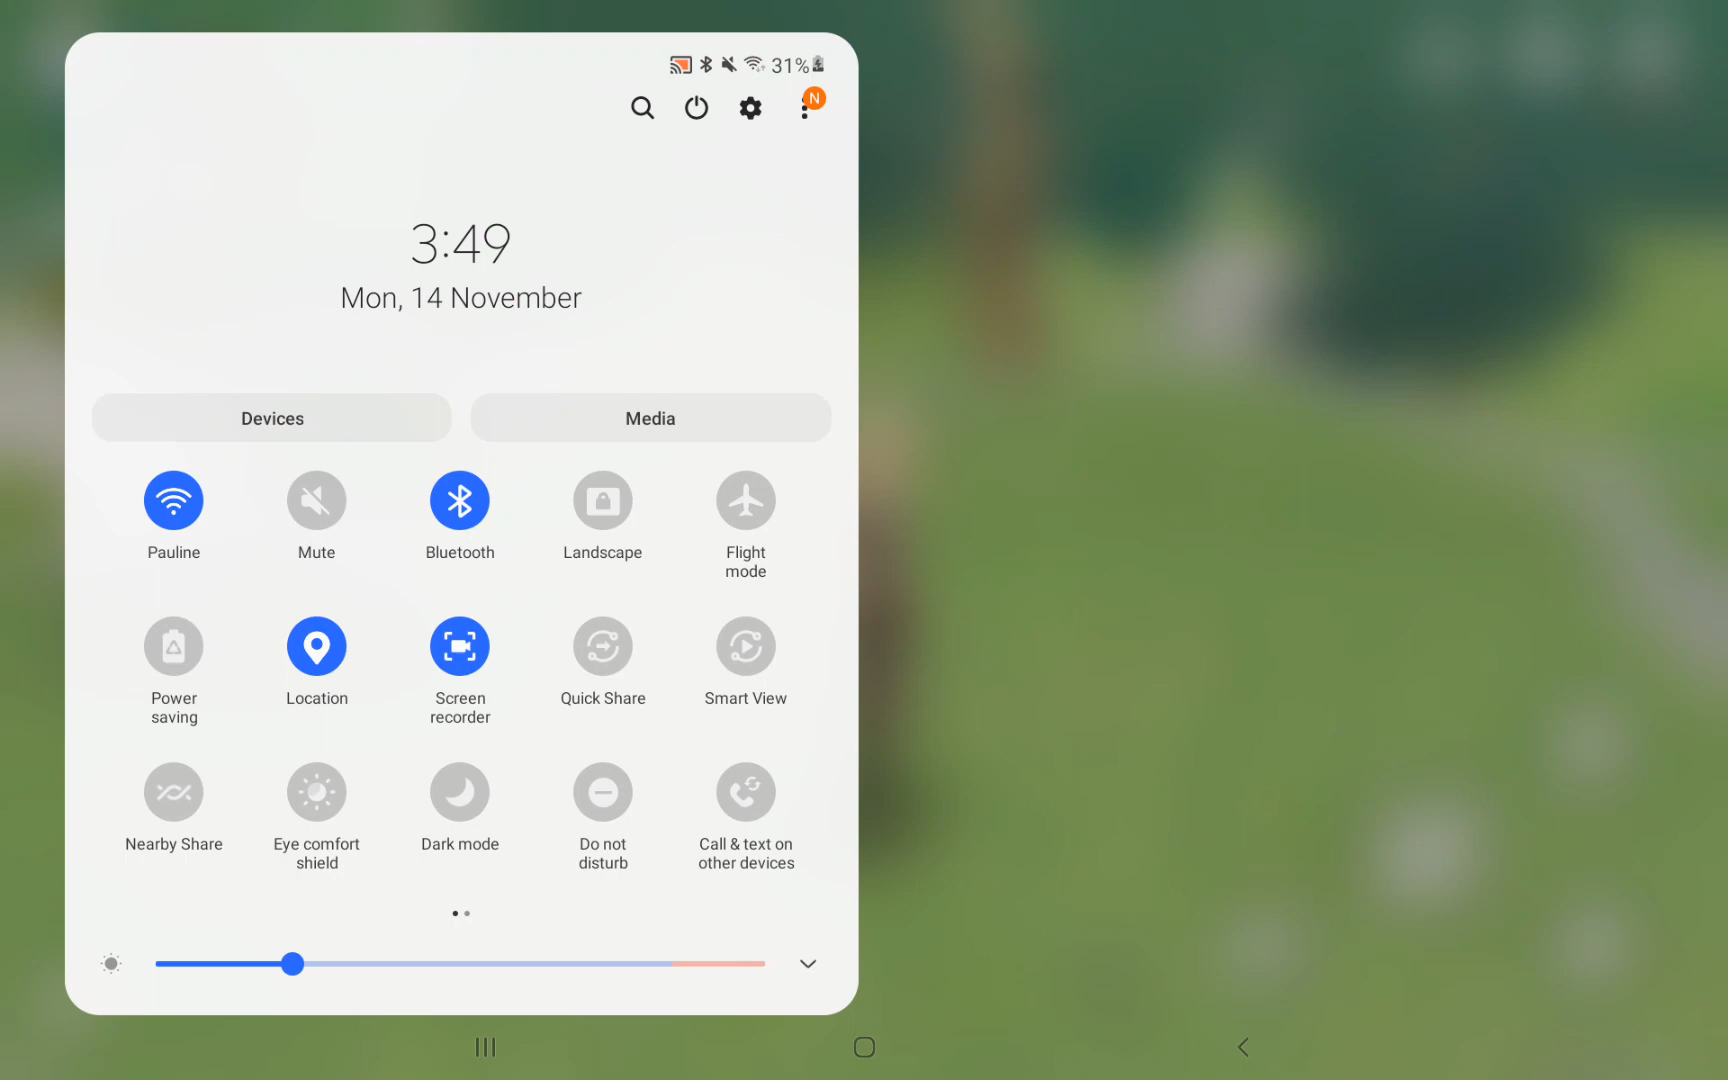 31%
N
3:49
Mon, 14 November
Devices
Media
Pauline
Mute
Bluetooth
Landscape
Flight
mode
Power
saving
Location
Screen
recorder
Quick Share
Smart View
Nearby Share
Eye comfort
shield
Dark mode
Do not
disturb
Call & text on
other devices